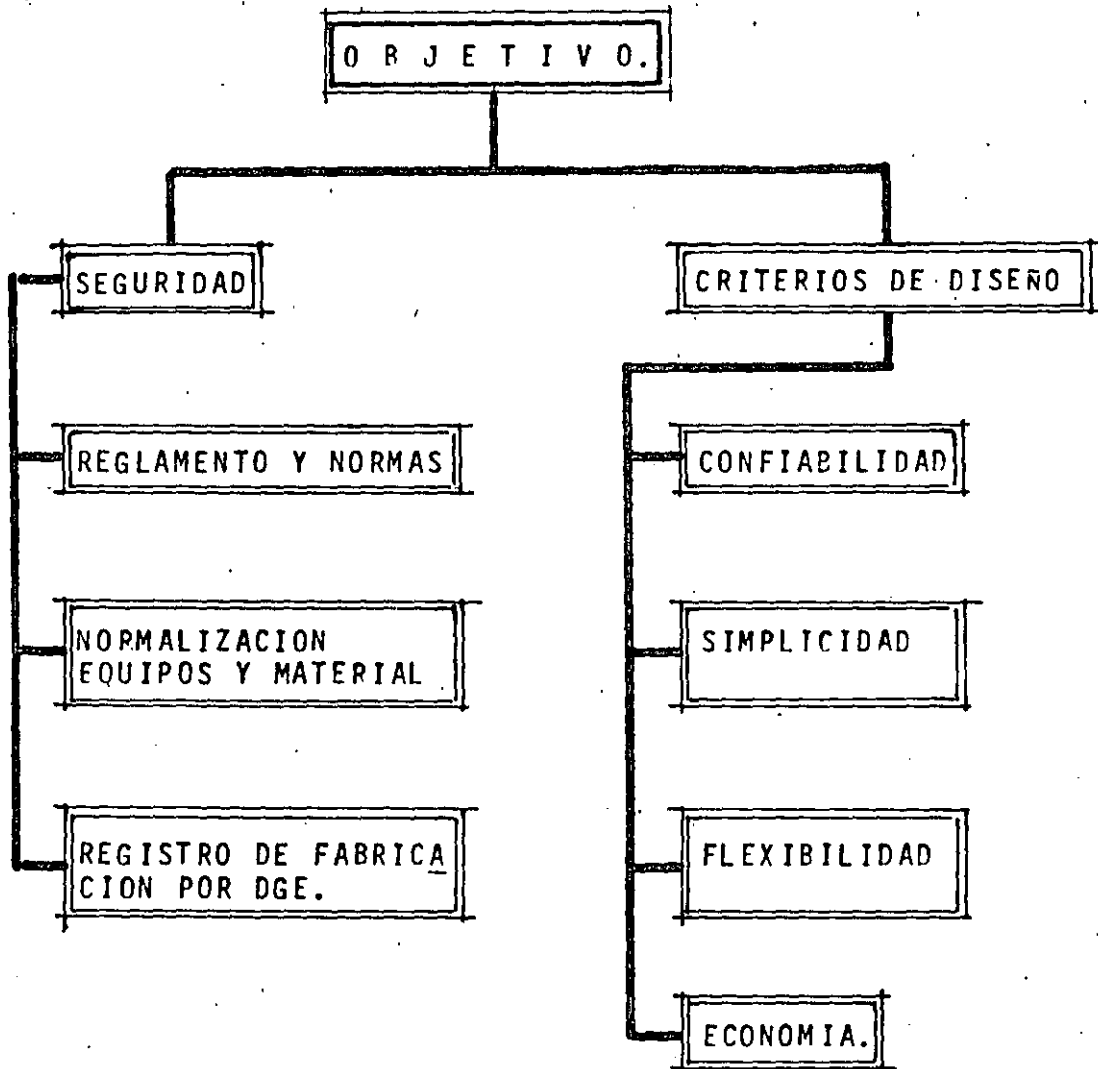 OBJETIVO.
SEGURIDAD
REGLAMENTO Y NORMAS
NORMALIZACION
EQUIPOS Y MATERIAL
REGISTRO DE FABRICA
CION POR DGE.
CRITERIOS DE DISEÑO
CONFIABILIDAD
SIMPLICIDAD
FLEXIBILIDAD
ECONOMIA.